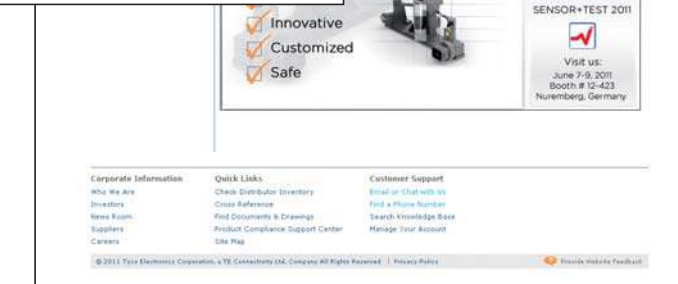 Innovative
Customized
Safe
SENSOR+TEST 2011
Visit us:
June 7-9, 2011
Booth # 12-423
Nuremberg, Germany
Corporate Information
Who We Are
Investors
News Room
Suppliers
Careers
Quick Links
Check Distributor Inventory
Cross Reference
Find Documents & Drawings
Product Compliance Support Center
Site Map
Customer Support
Email or Chat with Us
Find a Phone Number
Search Knowledge Base
Manage Your Account
© 2011 Tyco Electronics Corporation, a TE Connectivity Ltd. Company All Rights Reserved | Privacy Policy
Provide Website Feedback